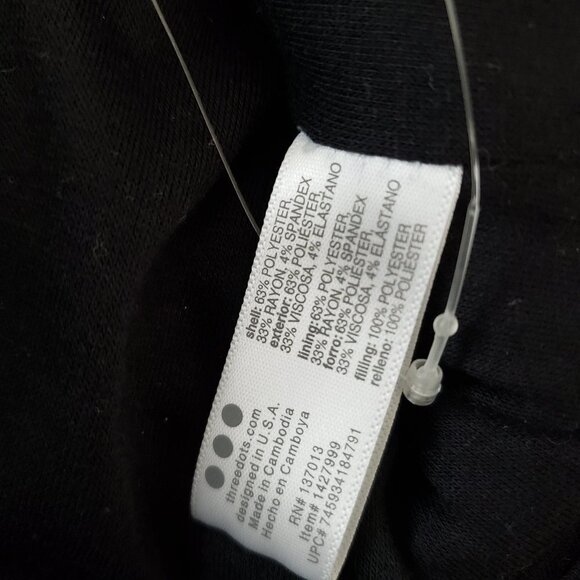 shell: 63% POLYESTER,
33% RAYON, 4% SPANDEX
exterior: 63% POLIÉSTER,
33% VISCOSA, 4% ELASTANO
lining: 63% POLYESTER,
33% RAYON, 4% SPANDEX
forro: 63% POLIÉSTER,
33% VISCOSA, 4% ELASTANO
filling: 100% POLYESTER
relleno: 100% POLIÉSTER
threedots.com
designed in U.S.A.
Made in Cambodia
Hecho en Camboya
RN# 137013
Item# 1427999
UPC# 745934184791